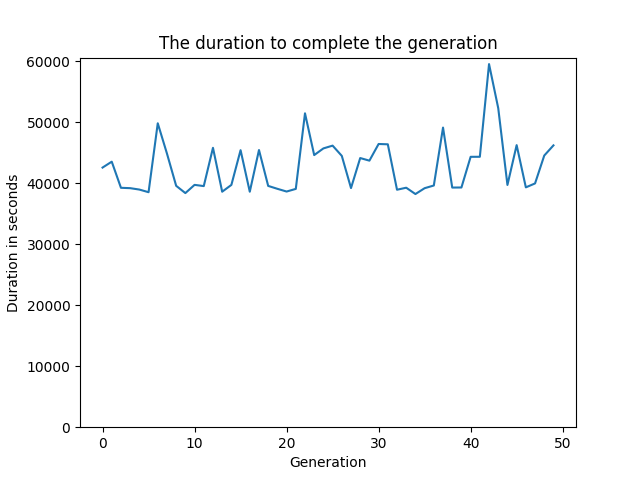 The duration to complete the generation
60000
50000
40000
30000
20000
10000
0
Duration in seconds
0 10 20 30 40 50
Generation